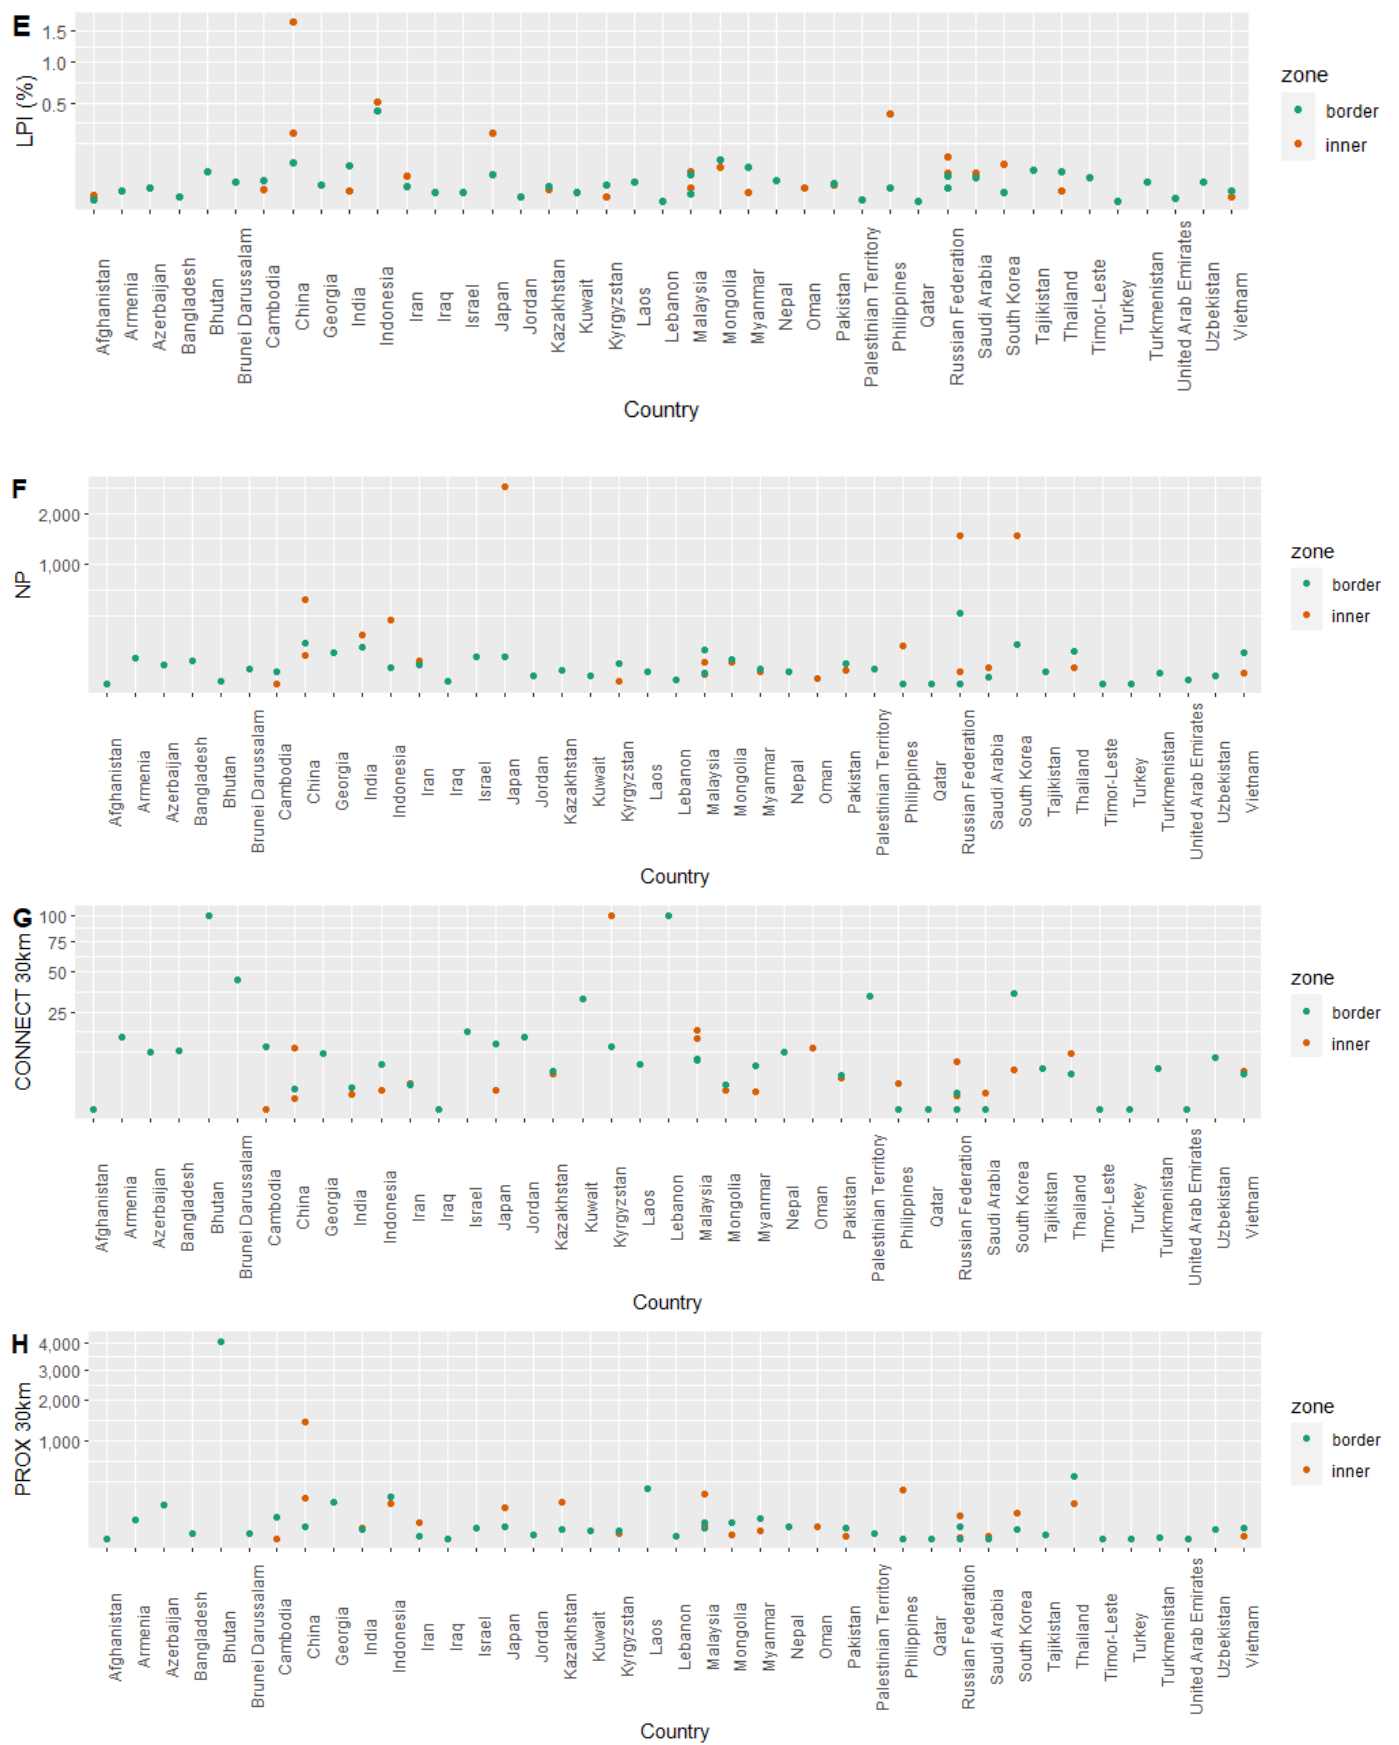 E
1.5
1.0
0.5
LPI (%)
Afghanistan
Armenia
Azerbaijan
Bangladesh
Bhutan
Brunei Darussalam
Cambodia
China
Georgia
India
Indonesia
Iran
Iraq
Israel
Japan
Jordan
Kazakhstan
Kuwait
Kyrgyzstan
Laos
Lebanon
Malaysia
Mongolia
Myanmar
Nepal
Oman
Pakistan
Palestinian Territory
Philippines
Qatar
Russian Federation
Saudi Arabia
South Korea
Tajikistan
Thailand
Timor-Leste
Turkey
Turkmenistan
United Arab Emirates
Uzbekistan
Vietnam
Country
zone
border
inner
F
2,000
1,000
NP
Afghanistan
Armenia
Azerbaijan
Bangladesh
Bhutan
Brunei Darussalam
Cambodia
China
Georgia
India
Indonesia
Iran
Iraq
Israel
Japan
Jordan
Kazakhstan
Kuwait
Kyrgyzstan
Laos
Lebanon
Malaysia
Mongolia
Myanmar
Nepal
Oman
Pakistan
Palestinian Territory
Philippines
Qatar
Russian Federation
Saudi Arabia
South Korea
Tajikistan
Thailand
Timor-Leste
Turkey
Turkmenistan
United Arab Emirates
Uzbekistan
Vietnam
Country
zone
border
inner
G
100
75
50
25
CONNECT 30km
Afghanistan
Armenia
Azerbaijan
Bangladesh
Bhutan
Brunei Darussalam
Cambodia
China
Georgia
India
Indonesia
Iran
Iraq
Israel
Japan
Jordan
Kazakhstan
Kuwait
Kyrgyzstan
Laos
Lebanon
Malaysia
Mongolia
Myanmar
Nepal
Oman
Pakistan
Palestinian Territory
Philippines
Qatar
Russian Federation
Saudi Arabia
South Korea
Tajikistan
Thailand
Timor-Leste
Turkey
Turkmenistan
United Arab Emirates
Uzbekistan
Vietnam
Country
zone
border
inner
H
4,000
3,000
2,000
1,000
PROX 30km
Afghanistan
Armenia
Azerbaijan
Bangladesh
Bhutan
Brunei Darussalam
Cambodia
China
Georgia
India
Indonesia
Iran
Iraq
Israel
Japan
Jordan
Kazakhstan
Kuwait
Kyrgyzstan
Laos
Lebanon
Malaysia
Mongolia
Myanmar
Nepal
Oman
Pakistan
Palestinian Territory
Philippines
Qatar
Russian Federation
Saudi Arabia
South Korea
Tajikistan
Thailand
Timor-Leste
Turkey
Turkmenistan
United Arab Emirates
Uzbekistan
Vietnam
Country
zone
border
inner